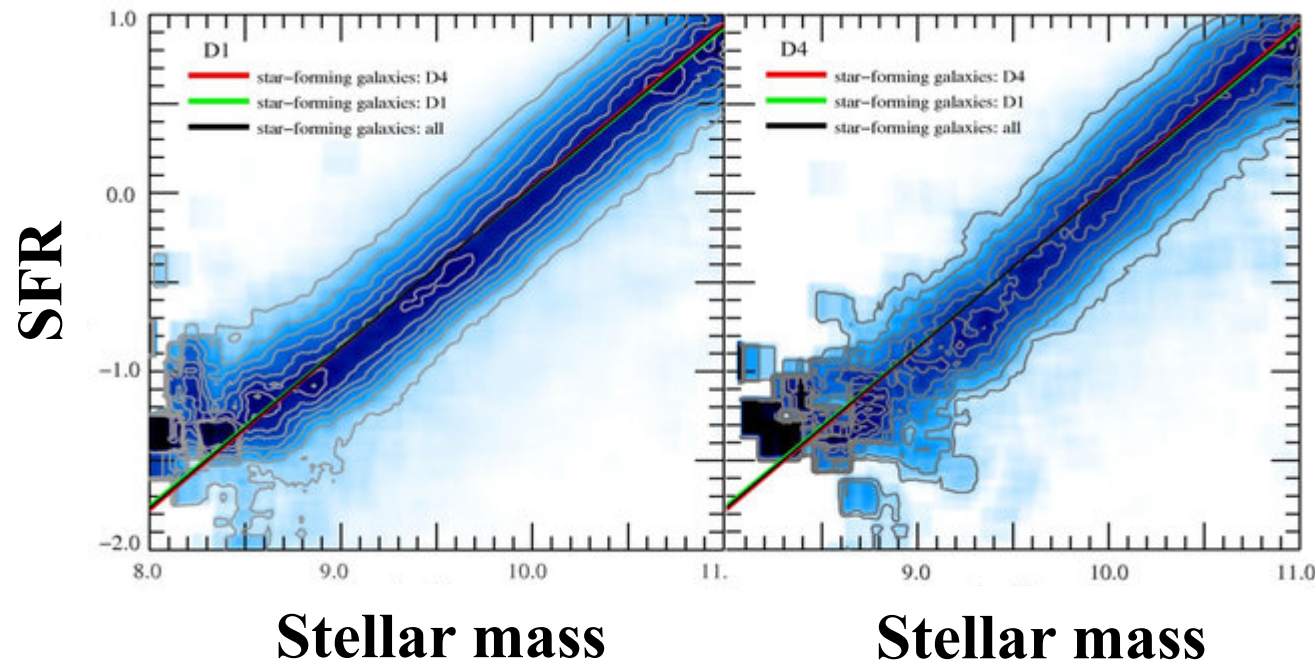 D1
star-forming galaxies: D4
star-forming galaxies: D1
star-forming galaxies: all
D4
star-forming galaxies: D4
star-forming galaxies: D1
star-forming galaxies: all
1.0
0.0
-1.0
-2.0
SFR
8.0 9.0 10.0 11.
9.0 10.0 11.0
Stellar mass
Stellar mass